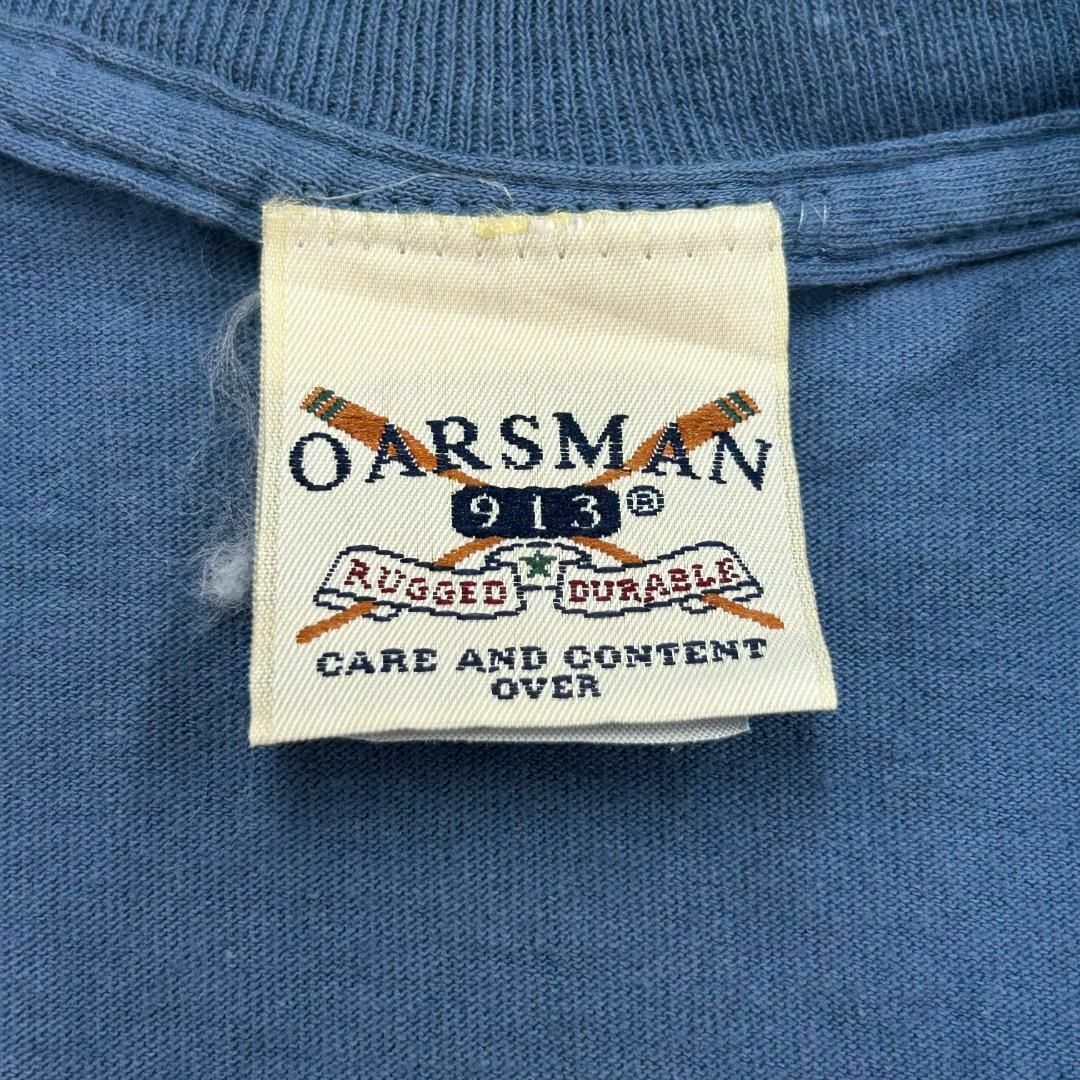 OARSMAN
913®
RUGGED DURABLE
CARE AND CONTENT
OVER